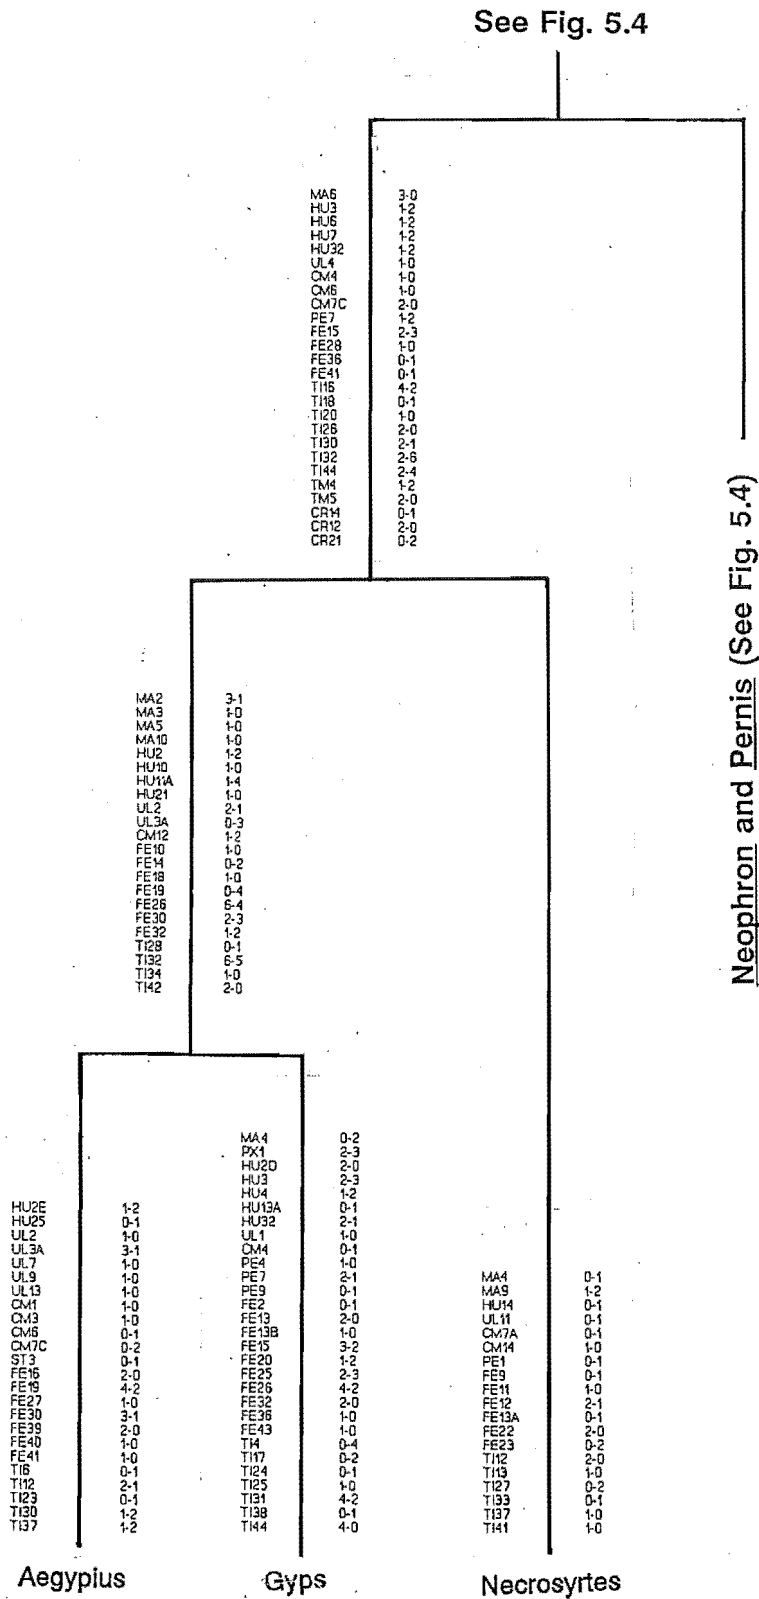 See Fig. 5.4
MA6 3-0
HU3 1-2
HU6 1-2
HU7 1-2
HU32 1-2
UL4 1-0
CM4 1-0
CM6 1-0
CM7C 2-0
PE7 1-2
FE15 2-3
FE28 1-0
FE36 0-1
FE41 0-1
TI16 4-2
TI18 0-1
TI20 1-0
TI26 2-0
TI30 2-1
TI32 2-6
TI44 2-4
TM4 1-2
TM5 2-0
CR14 0-1
CR12 2-0
CR21 0-2
Neophron and Pernis (See Fig. 5.4)
MA2 3-1
MA3 1-0
MA5 1-0
MA10 1-0
HU2 1-2
HU10 1-0
HU11A 1-4
HU21 1-0
UL2 2-1
UL3A 0-3
CM12 1-2
FE10 1-0
FE14 0-2
FE18 1-0
FE19 0-4
FE26 6-4
FE30 2-3
FE32 1-2
TI28 0-1
TI32 6-5
TI34 1-0
TI42 2-0
HU2E 1-2
HU25 0-1
UL2 1-0
UL3A 3-1
UL7 1-0
UL9 1-0
UL13 1-0
CM1 1-0
CM3 1-0
CM6 0-1
CM7C 0-2
ST3 0-1
FE16 2-0
FE19 4-2
FE27 1-0
FE30 3-1
FE39 2-0
FE40 1-0
FE41 1-0
TI6 0-1
TI12 2-1
TI23 0-1
TI30 1-2
TI37 1-2
Aegypius
MA4 0-2
PX1 2-3
HU2D 2-0
HU3 2-3
HU4 1-2
HU13A 0-1
HU32 2-1
UL1 1-0
CM4 0-1
PE4 1-0
PE7 2-1
PE9 0-1
FE2 0-1
FE13 2-0
FE13B 1-0
FE15 3-2
FE20 1-2
FE25 2-3
FE26 4-2
FE32 2-0
FE36 1-0
FE43 1-0
TI4 0-4
TI17 0-2
TI24 0-1
TI25 1-0
TI31 4-2
TI38 0-1
TI44 4-0
Gyps
MA4 0-1
MA9 1-2
HU14 0-1
UL11 0-1
CM7A 0-1
CM14 1-0
PE1 0-1
FE9 0-1
FE11 1-0
FE12 2-1
FE13A 0-1
FE22 2-0
FE23 0-2
TI12 2-0
TI13 1-0
TI27 0-2
TI33 0-1
TI37 1-0
TI41 1-0
Necrosyrtes